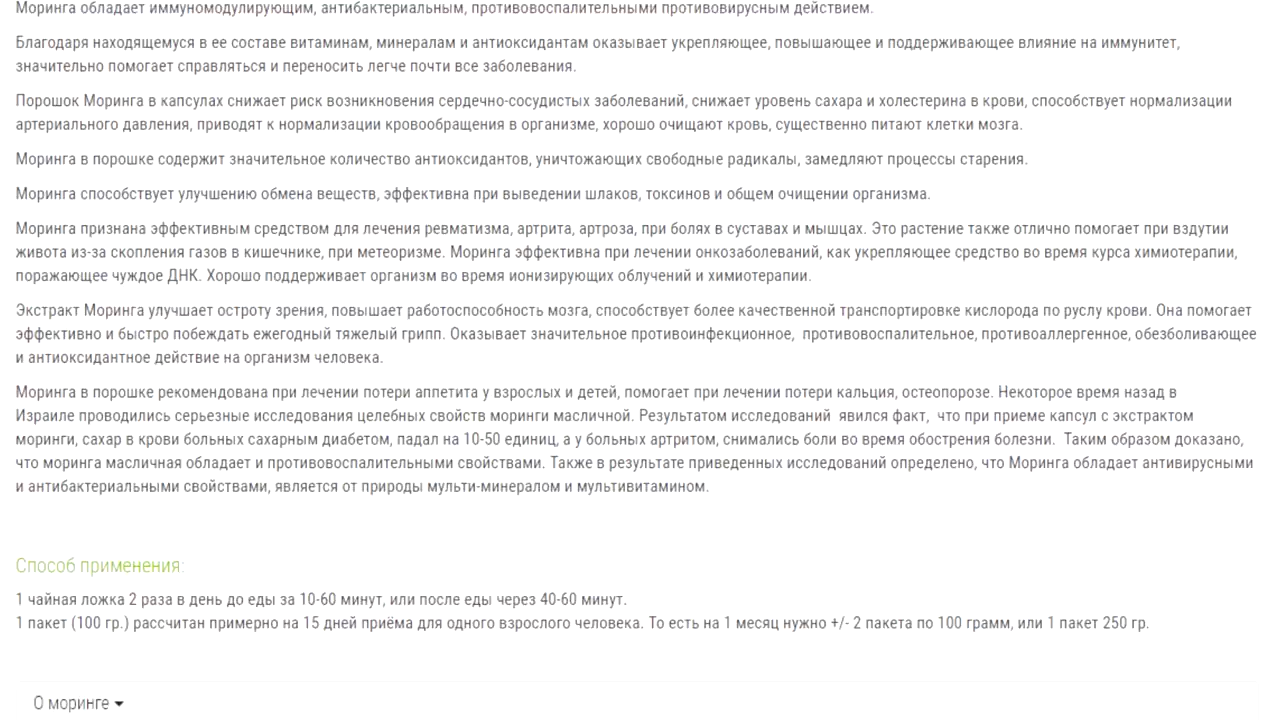 Моринга обладает иммуномодулирующим, антибактериальным, противовоспалительными противовирусным действием.
Благодаря находящемуся в ее составе витаминам, минералам и антиоксидантам оказывает укрепляющее, повышающее и поддерживающее влияние на иммунитет,
значительно помогает справляться и переносить легче почти все заболевания.
Порошок Моринга в капсулах снижает риск возникновения сердечно-сосудистых заболеваний, снижает уровень сахара и холестерина в крови, способствует нормализации
артериального давления, приводят к нормализации кровообращения в организме, хорошо очищают кровь, существенно питают клетки мозга.
Моринга в порошке содержит значительное количество антиоксидантов, уничтожающих свободные радикалы, замедляют процессы старения.
Моринга способствует улучшению обмена веществ, эффективна при выведении шлаков, токсинов и общем очищении организма.
Моринга признана эффективным средством для лечения ревматизма, артрита, артроза, при болях в суставах и мышцах. Это растение также отлично помогает при вздутии
живота из-за скопления газов в кишечнике, при метеоризме. Моринга эффективна при лечении онкозаболеваний, как укрепляющее средство во время курса химиотерапии,
поражающее чуждое ДНК. Хорошо поддерживает организм во время ионизирующих облучений и химиотерапии.
Экстракт Моринга улучшает остроту зрения, повышает работоспособность мозга, способствует более качественной транспортировке кислорода по руслу крови. Она помогает
эффективно и быстро побеждать ежегодный тяжелый грипп. Оказывает значительное противоинфекционное, противовоспалительное, противоаллергенное, обезболивающее
и антиоксидантное действие на организм человека.
Моринга в порошке рекомендована при лечении потери аппетита у взрослых и детей, помогает при лечении потери кальция, остеопорозе. Некоторое время назад в
Израиле проводились серьезные исследования целебных свойств моринги масличной. Результатом исследований явился факт, что при приеме капсул с экстрактом
моринги, сахар в крови больных сахарным диабетом, падал на 10-50 единиц, а у больных артритом, снимались боли во время обострения болезни. Таким образом доказано,
что моринга масличная обладает и противовоспалительными свойствами. Также в результате приведенных исследований определено, что Моринга обладает антивирусными
и антибактериальными свойствами, является от природы мульти-минералом и мультивитамином.
Способ применения:
1 чайная ложка 2 раза в день до еды за 10-60 минут, или после еды через 40-60 минут.
1 пакет (100 гр.) рассчитан примерно на 15 дней приёма для одного взрослого человека. То есть на 1 месяц нужно +/- 2 пакета по 100 грамм, или 1 пакет 250 гр.
О моринге